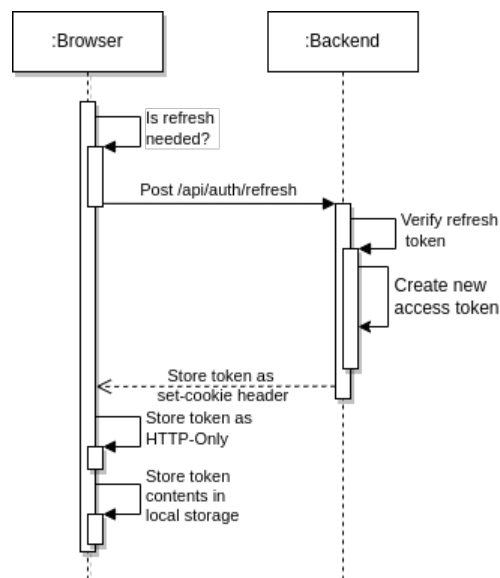 :Browser
:Backend
Is refresh
needed?
Post /api/auth/refresh
Verify refresh
token
Create new
access token
Store token as
set-cookie header
Store token as
HTTP-Only
Store token
contents in
local storage